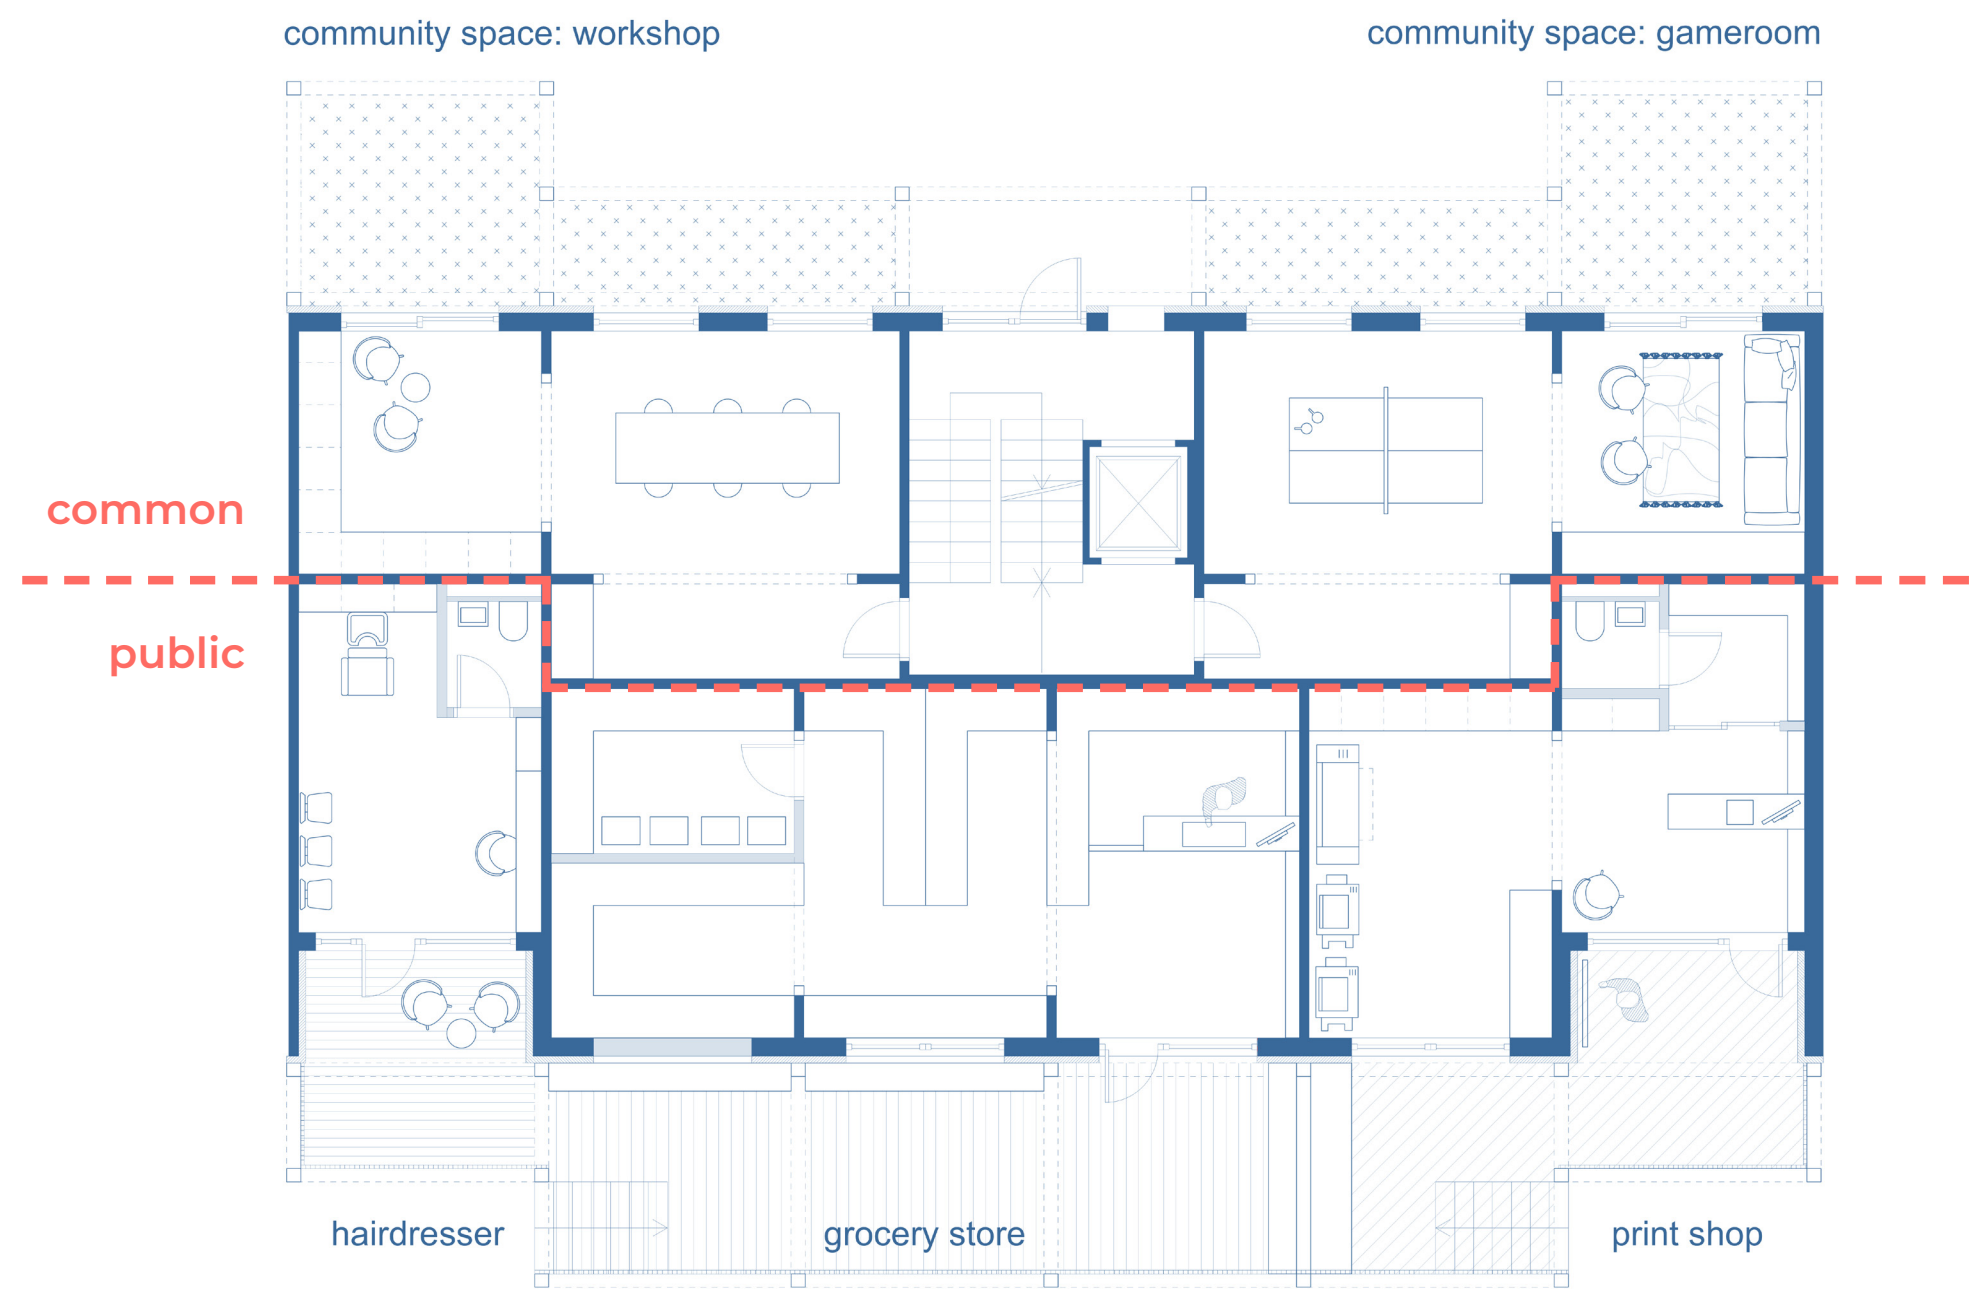 community space: workshop
community space: gameroom
common
public
hairdresser
grocery store
print shop